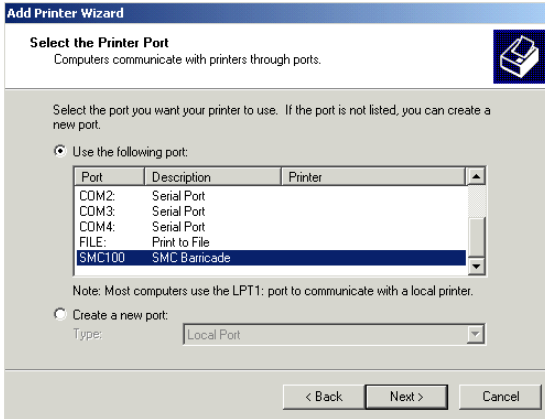 Add Printer Wizard
Select the Printer Port
Computers communicate with printers through ports.
Select the port you want your printer to use. If the port is not listed, you can create a
new port.
Use the following port:
Port Description Printer
COM2: Serial Port
COM3: Serial Port
COM4: Serial Port
FILE: Print to File
SMC100 SMC Barricade
Note: Most computers use the LPT1: port to communicate with a local printer.
Create a new port:
Type: Local Port
< Back Next > Cancel